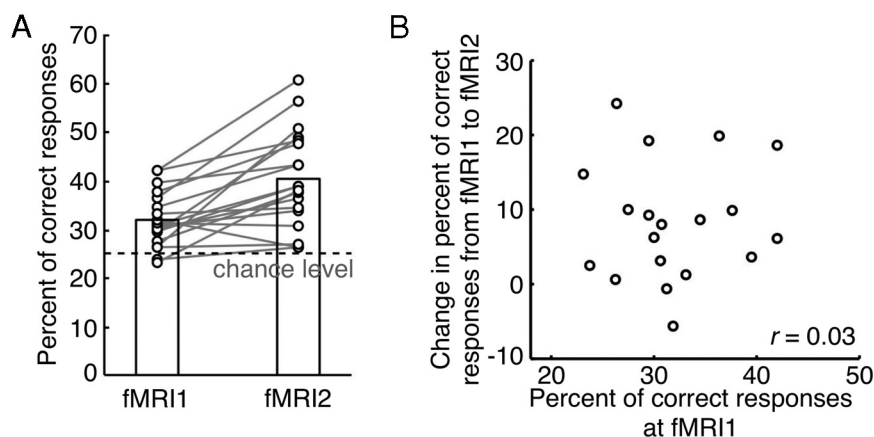 A
Percent of correct responses
70
60
50
40
30
20
10
0
chance level
fMRI1
fMRI2
B
Change in percent of correct
responses from fMRI1 to fMRI2
30
20
10
0
-10
r = 0.03
20
30
40
50
Percent of correct responses
at fMRI1